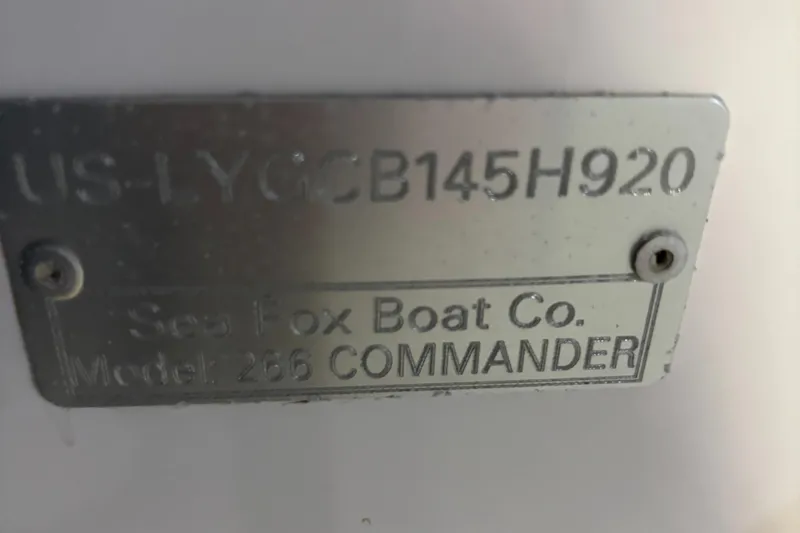 US-LYGCB145H920
Sea Fox Boat Co.
Model: 266 COMMANDER